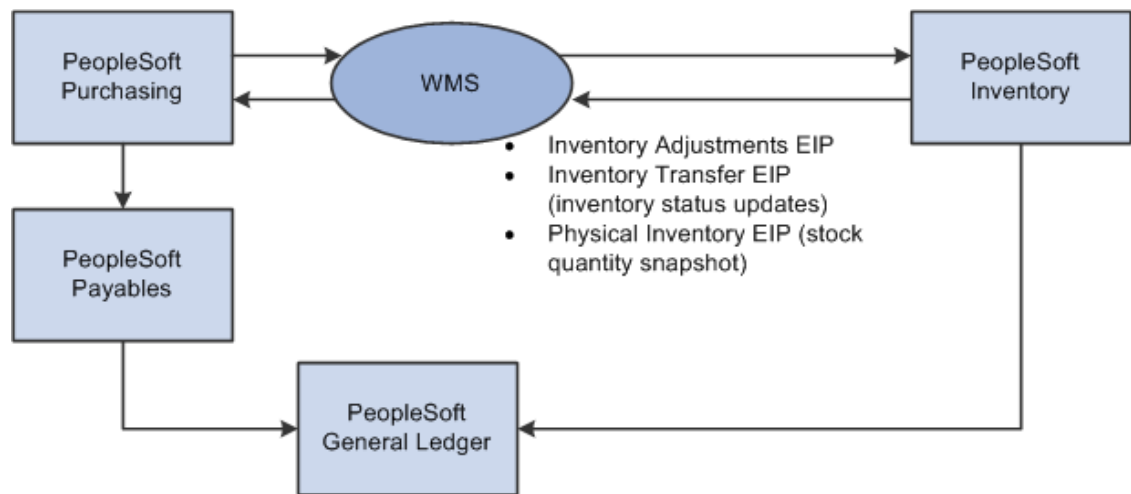 PeopleSoft
Purchasing
WMS
PeopleSoft
Inventory
• Inventory Adjustments EIP
• Inventory Transfer EIP
(inventory status updates)
• Physical Inventory EIP (stock
quantity snapshot)
PeopleSoft
Payables
PeopleSoft
General Ledger